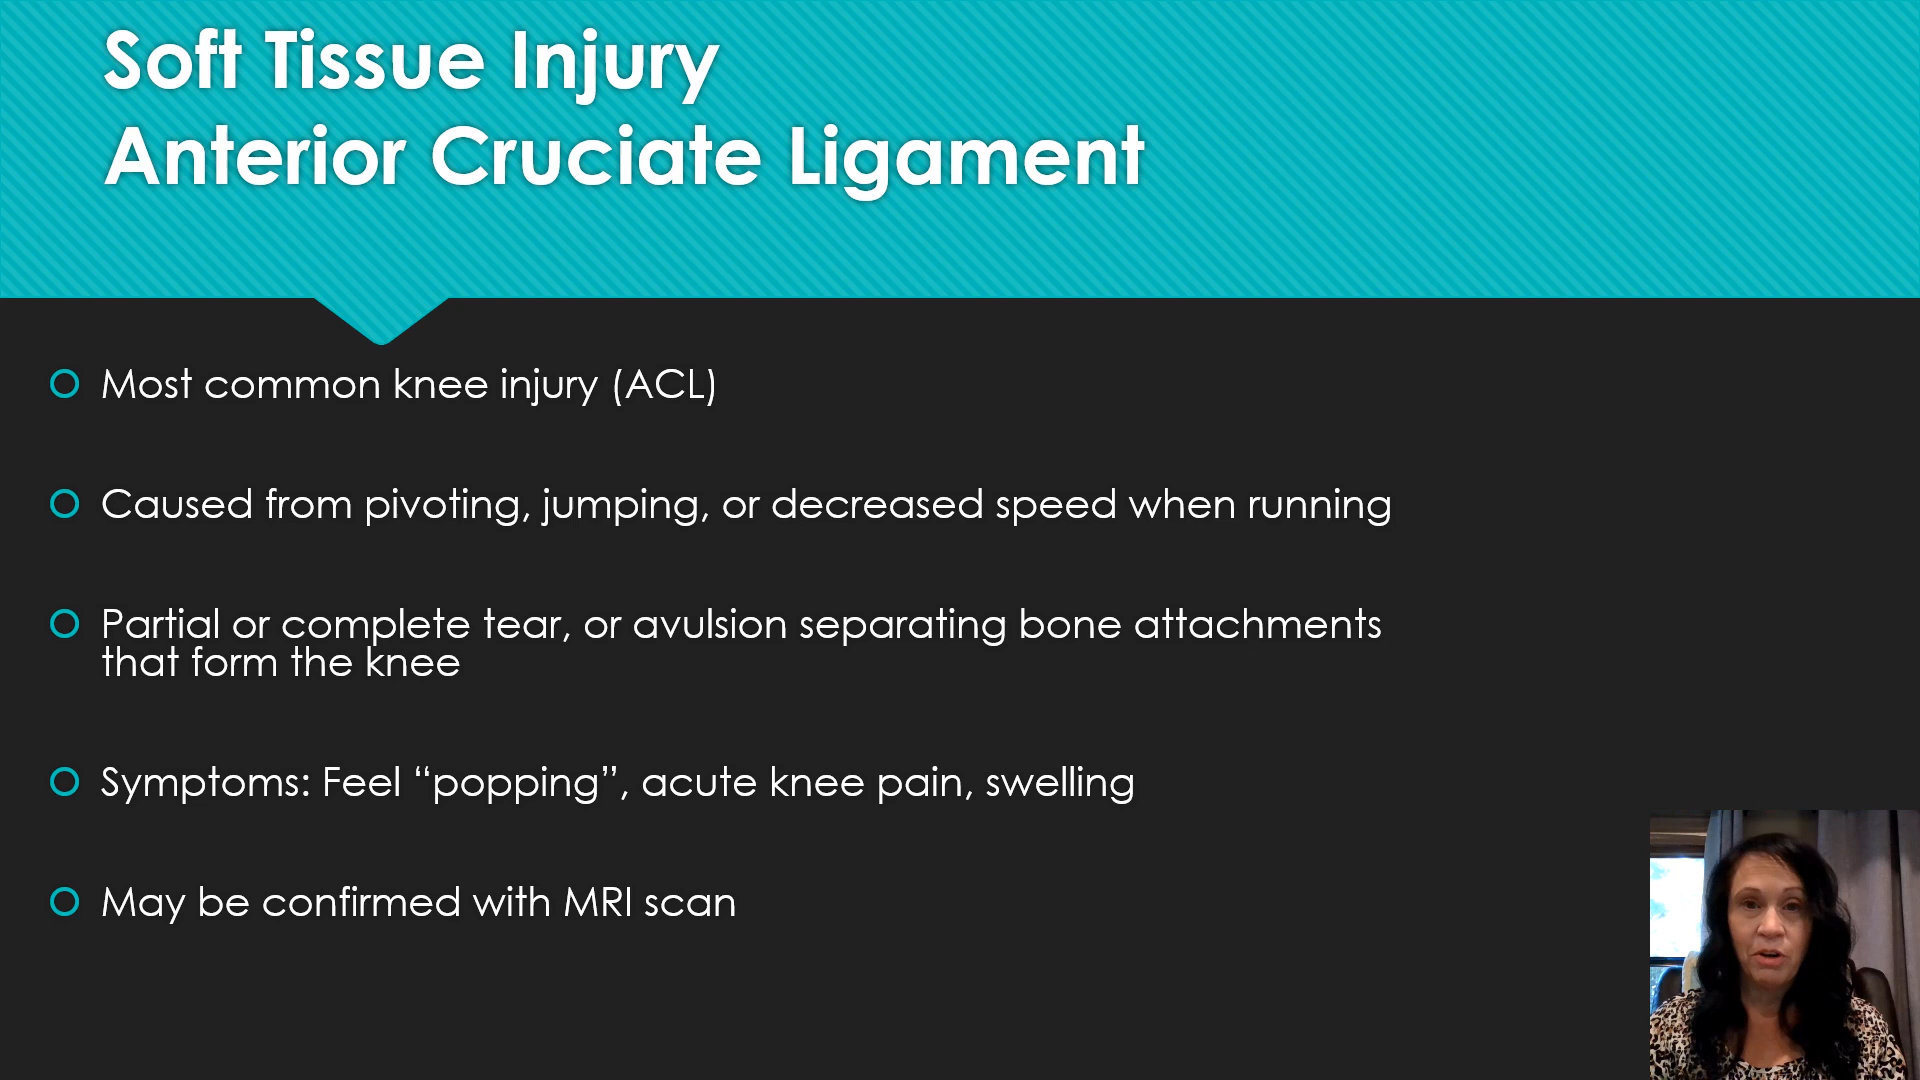 Soft Tissue Injury
Anterior Cruciate Ligament
Most common knee injury (ACL)
Caused from pivoting, jumping, or decreased speed when running
Partial or complete tear, or avulsion separating bone attachments
that form the knee
Symptoms: Feel “popping”, acute knee pain, swelling
May be confirmed with MRI scan